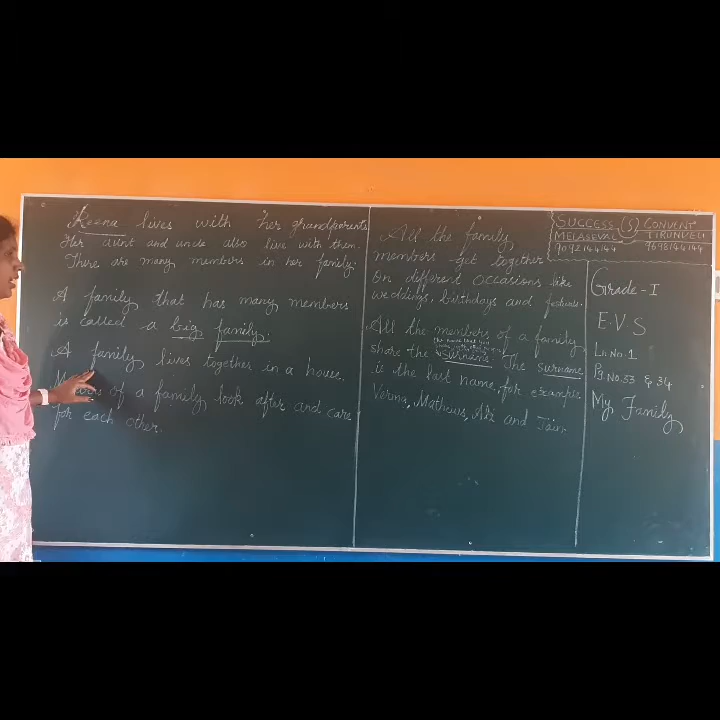 Reena lives with her grandparents
Her aunt and uncle also live with them.
There are many members in her family.
A family that has many members
is called a big family.
A family lives together in a house.
of a family look after and care
for each other.
All the family
members get together
on different occasions like
weddings, birthdays and festivals.
All the members of a family
share the surname. The surname
is the last name, for example
Verma, Mathews, Ali and Jain.
SUCCESS (S) CONVENT
MELASEVAL TIRUNVELI
9092144144 9698144144
Grade - I
E.V.S
Ln No. 1
Pg No. 33 & 34
My Family